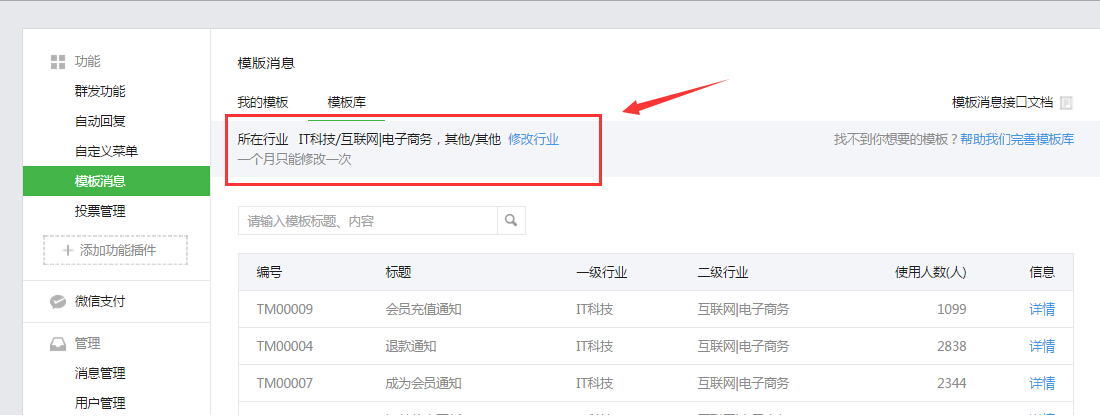 功能
群发功能
自动回复
自定义菜单
模板消息
投票管理
添加功能插件
微信支付
管理
消息管理
用户管理
模版消息
我的模板 模板库 模板消息接口文档
所在行业 IT科技/互联网|电子商务，其他/其他 修改行业 找不到你想要的模板？帮助我们完善模板库
一个月只能修改一次
请输入模板标题、内容
编号 标题 一级行业 二级行业 使用人数(人) 信息
TM00009 会员充值通知 IT科技 互联网|电子商务 1099 详情
TM00004 退款通知 IT科技 互联网|电子商务 2838 详情
TM00007 成为会员通知 IT科技 互联网|电子商务 2344 详情